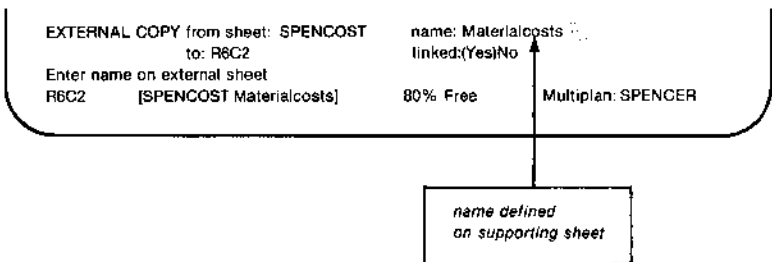 EXTERNAL COPY from sheet: SPENCOST name: Materialcosts
to: R6C2 linked:(Yes)No
Enter name on external sheet
R6C2 [SPENCOST Materialcosts] 80% Free Multiplan: SPENCER
name defined
on supporting sheet